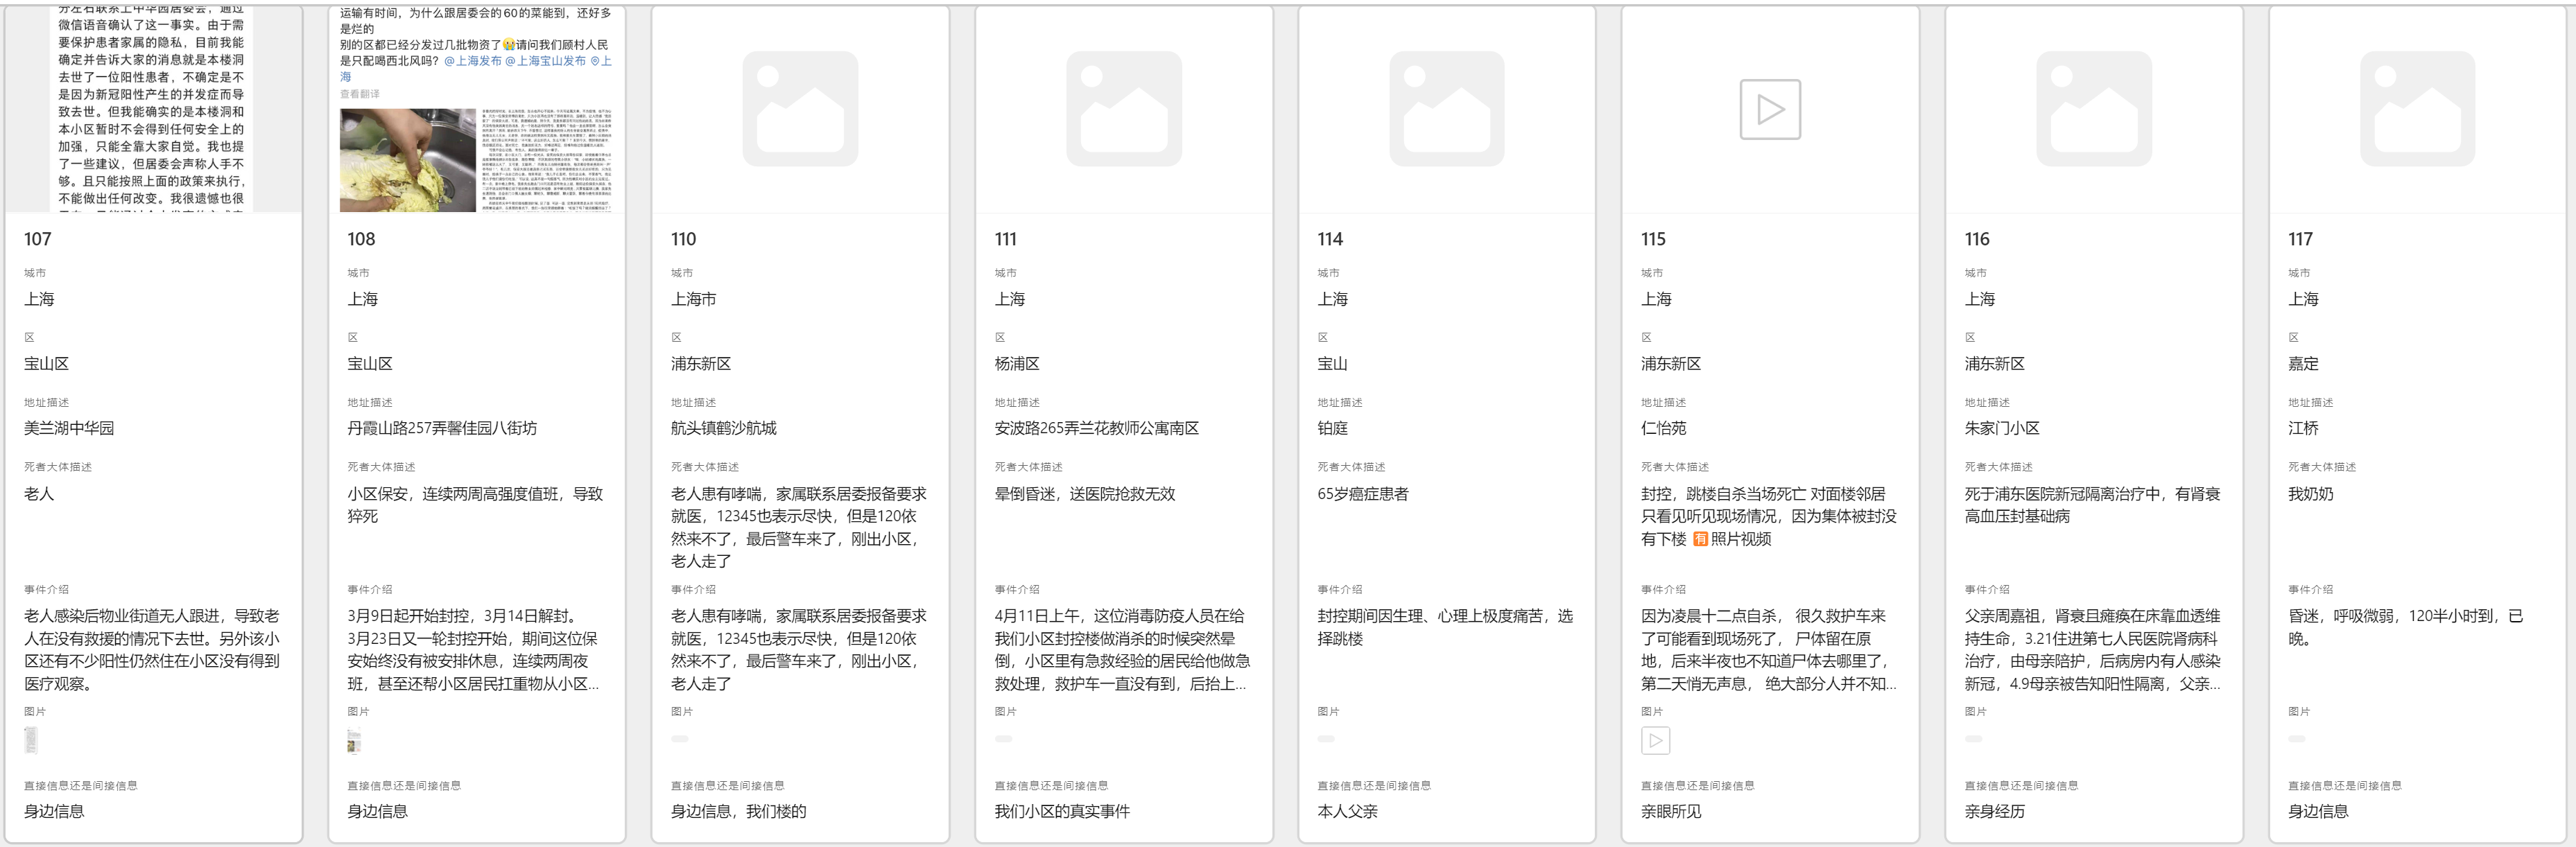 分左右联系上中华园居委会，通过
微信语音确认了这一事实。由于需
要保护患者家属的隐私，目前我能
确定并告诉大家的消息就是本楼洞
去世了一位阳性患者，不确定是不
是因为新冠阳性产生的并发症而导
致去世。但我能确实的是本楼洞和
本小区暂时不会得到任何安全上的
加强，只能全靠大家自觉。我也提
了一些建议，但居委会声称人手不
够。且只能按照上面的政策来执行，
不能做出任何改变。我很遗憾也很
107
城市
上海
区
宝山区
地址描述
美兰湖中华园
死者大体描述
老人
事件介绍
老人感染后物业街道无人跟进，导致老
人在没有救援的情况下去世。另外该小
区还有不少阳性仍然住在小区没有得到
医疗观察。
图片
直接信息还是间接信息
身边信息
运输有时间，为什么跟居委会的60的菜能到，还好多
是烂的
别的区都已经分发过几批物资了😭请问我们顾村人民
是只配喝西北风吗？@上海发布 @上海宝山发布 ◎上
海
查看翻译
108
城市
上海
区
宝山区
地址描述
丹霞山路257弄馨佳园八街坊
死者大体描述
小区保安，连续两周高强度值班，导致
猝死
事件介绍
3月9日起开始封控，3月14日解封。
3月23日又一轮封控开始，期间这位保
安始终没有被安排休息，连续两周夜
班，甚至还帮小区居民扛重物从小区...
图片
直接信息还是间接信息
身边信息
110
城市
上海市
区
浦东新区
地址描述
航头镇鹤沙航城
死者大体描述
老人患有哮喘，家属联系居委报备要求
就医，12345也表示尽快，但是120依
然来不了，最后警车来了，刚出小区，
老人走了
事件介绍
老人患有哮喘，家属联系居委报备要求
就医，12345也表示尽快，但是120依
然来不了，最后警车来了，刚出小区，
老人走了
图片
直接信息还是间接信息
身边信息，我们楼的
111
城市
上海
区
杨浦区
地址描述
安波路265弄兰花教师公寓南区
死者大体描述
晕倒昏迷，送医院抢救无效
事件介绍
4月11日上午，这位消毒防疫人员在给
我们小区封控楼做消杀的时候突然晕
倒，小区里有急救经验的居民给他做急
救处理，救护车一直没有到，后抬上...
图片
直接信息还是间接信息
我们小区的真实事件
114
城市
上海
区
宝山
地址描述
铂庭
死者大体描述
65岁癌症患者
事件介绍
封控期间因生理、心理上极度痛苦，选
择跳楼
图片
直接信息还是间接信息
本人父亲
115
城市
上海
区
浦东新区
地址描述
仁怡苑
死者大体描述
封控，跳楼自杀当场死亡 对面楼邻居
只看见听见现场情况，因为集体被封没
有下楼 🈶照片视频
事件介绍
因为凌晨十二点自杀， 很久救护车来
了可能看到现场死了， 尸体留在原
地，后来半夜也不知道尸体去哪里了，
第二天悄无声息， 绝大部分人并不知...
图片
直接信息还是间接信息
亲眼所见
116
城市
上海
区
浦东新区
地址描述
朱家门小区
死者大体描述
死于浦东医院新冠隔离治疗中，有肾衰
高血压封基础病
事件介绍
父亲周嘉祖，肾衰且瘫痪在床靠血透维
持生命，3.21住进第七人民医院肾病科
治疗，由母亲陪护，后病房内有人感染
新冠，4.9母亲被告知阳性隔离，父亲...
图片
直接信息还是间接信息
亲身经历
117
城市
上海
区
嘉定
地址描述
江桥
死者大体描述
我奶奶
事件介绍
昏迷，呼吸微弱，120半小时到，已
晚。
图片
直接信息还是间接信息
身边信息